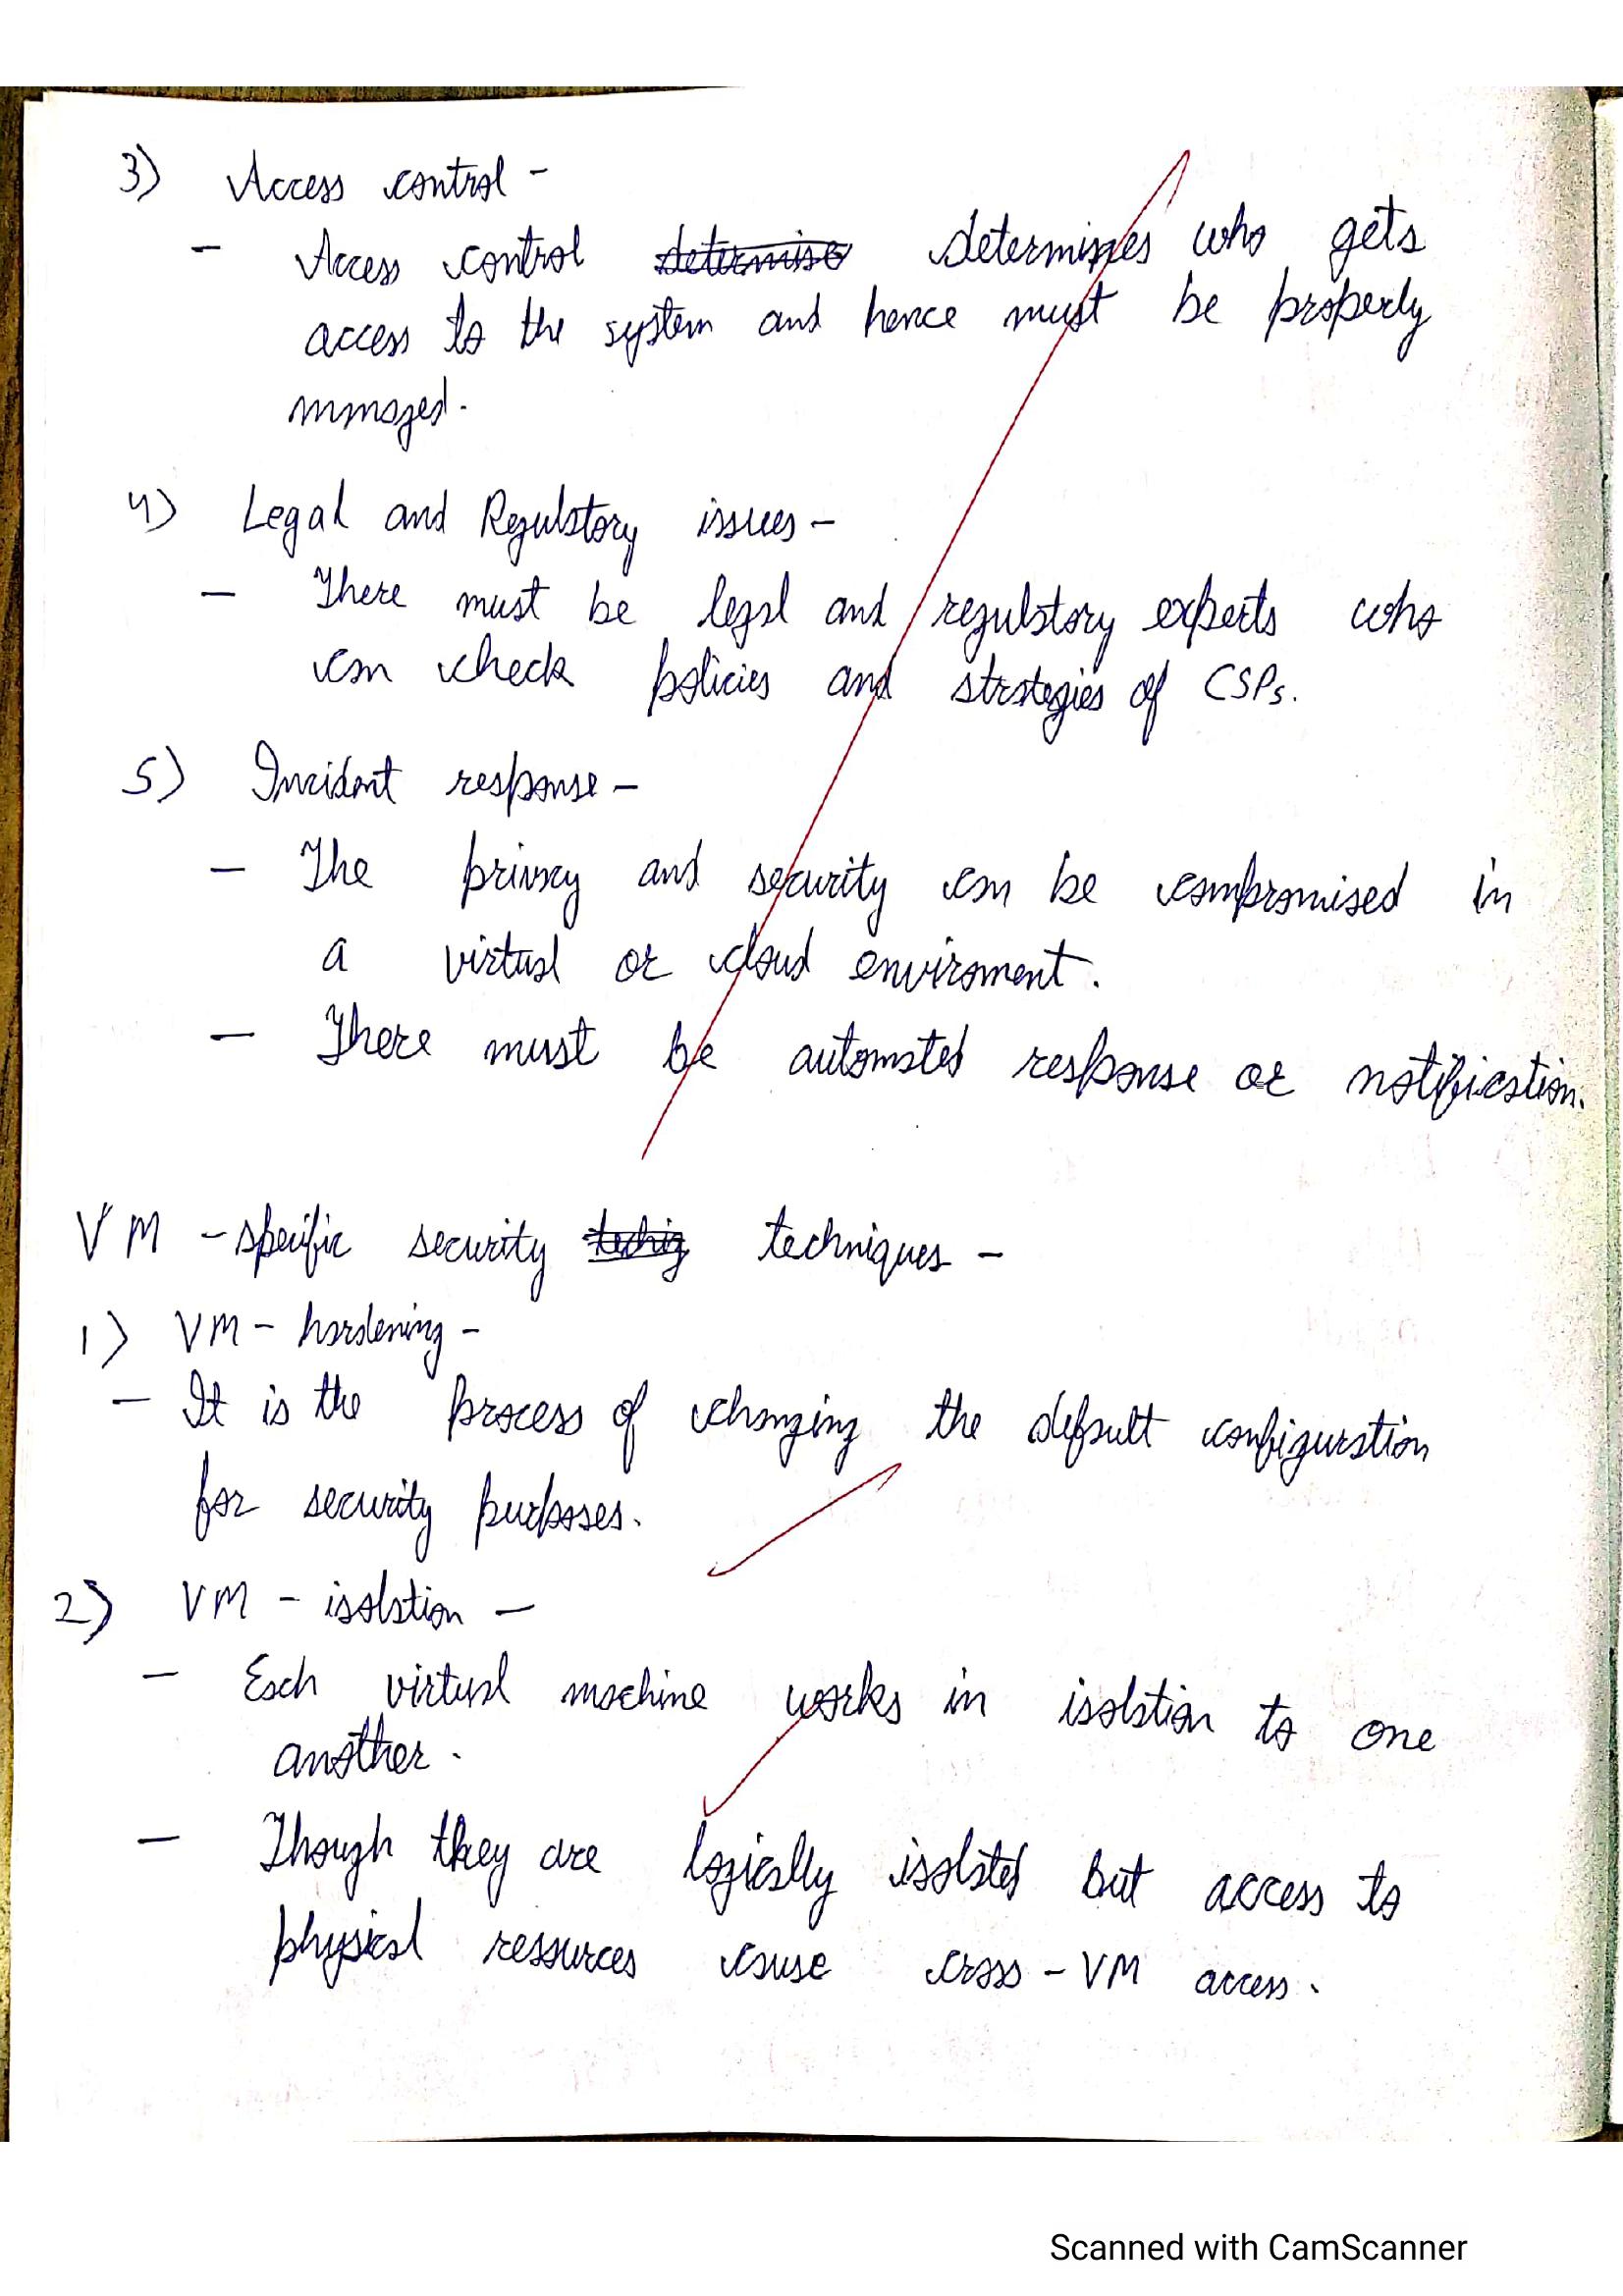 3) Access control -
- Access control determise determines who gets
access to the system and hence must be properly
mmaged.
4) Legal and Regulatory issues -
- There must be legal and regulatory experts who
can check policies and strategies of CSPs.
5) Incident response -
- The privacy and security can be compromised in
a virtual or cloud enviroment.
- There must be automated response or notification.
VM - specific security techiq techniques -
1) VM - hardening -
- It is the process of changing the default configuration
for security purposes.
2) VM - isolation -
- Each virtual machine works in isolation to one
another.
- Though they are logically isolated but access to
physical resources cause cross - VM access.
Scanned with CamScanner